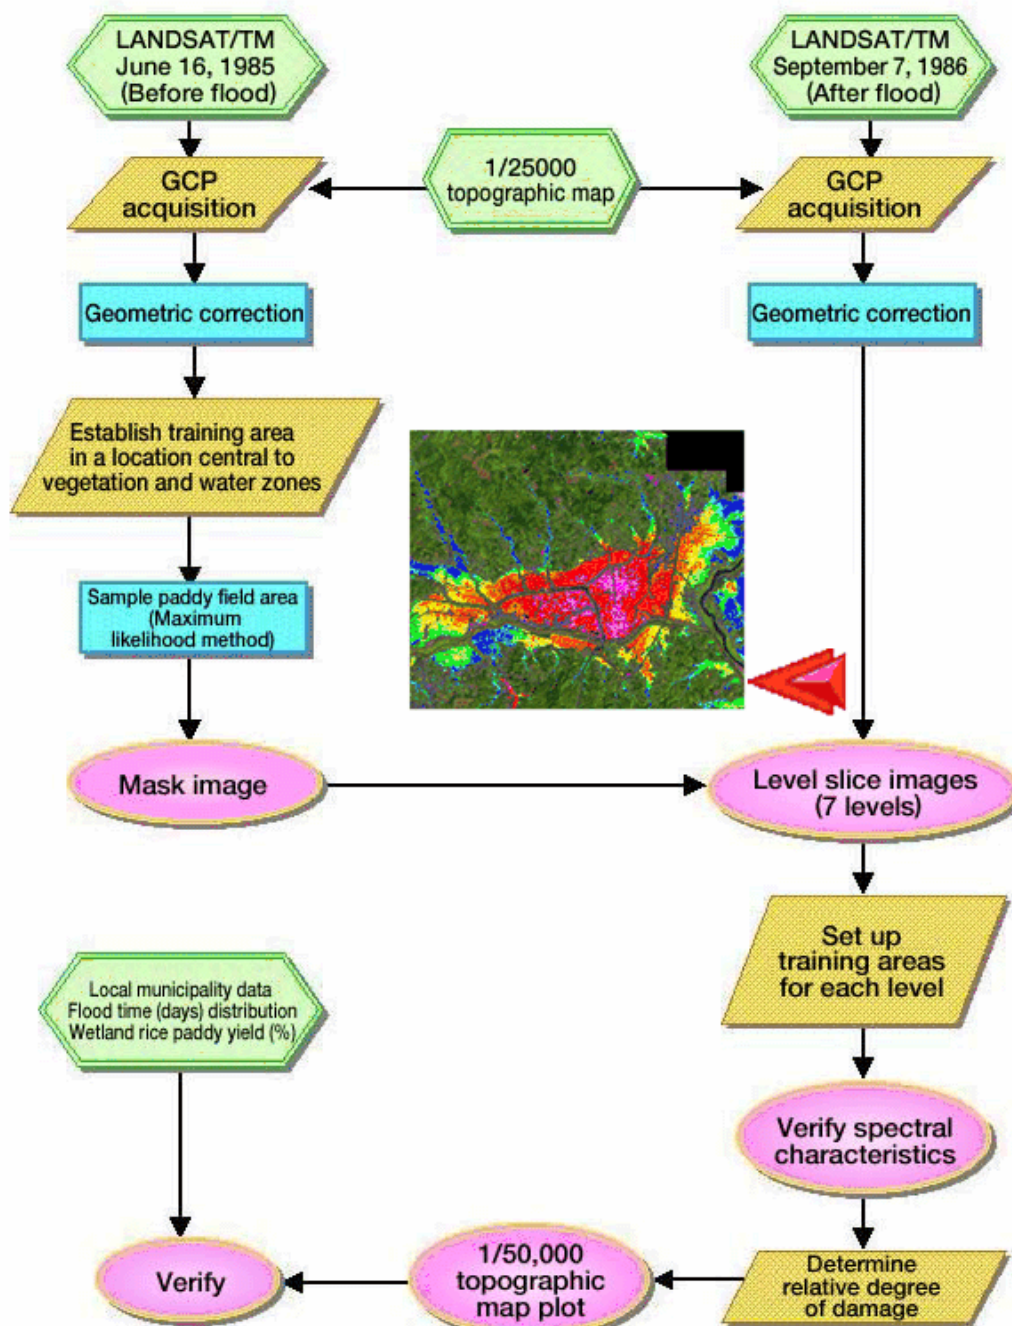 LANDSAT/TM
June 16, 1985
(Before flood)
LANDSAT/TM
September 7, 1986
(After flood)
1/25000
topographic map
GCP
acquisition
GCP
acquisition
Geometric correction
Geometric correction
Establish training area
in a location central to
vegetation and water zones
Sample paddy field area
(Maximum
likelihood method)
Mask image
Level slice images
(7 levels)
Set up
training areas
for each level
Local municipality data
Flood time (days) distribution
Wetland rice paddy yield (%)
Verify spectral
characteristics
Determine
relative degree
of damage
1/50,000
topographic
map plot
Verify